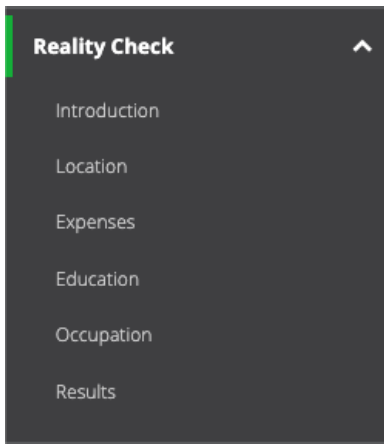 Reality Check
Introduction
Location
Expenses
Education
Occupation
Results